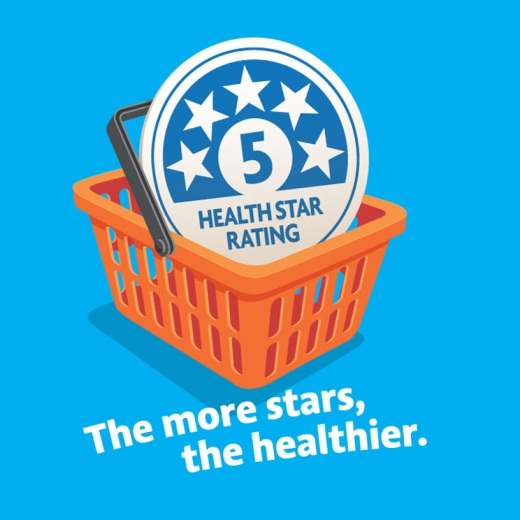 5
HEALTH STAR
RATING
The more stars,
the healthier.